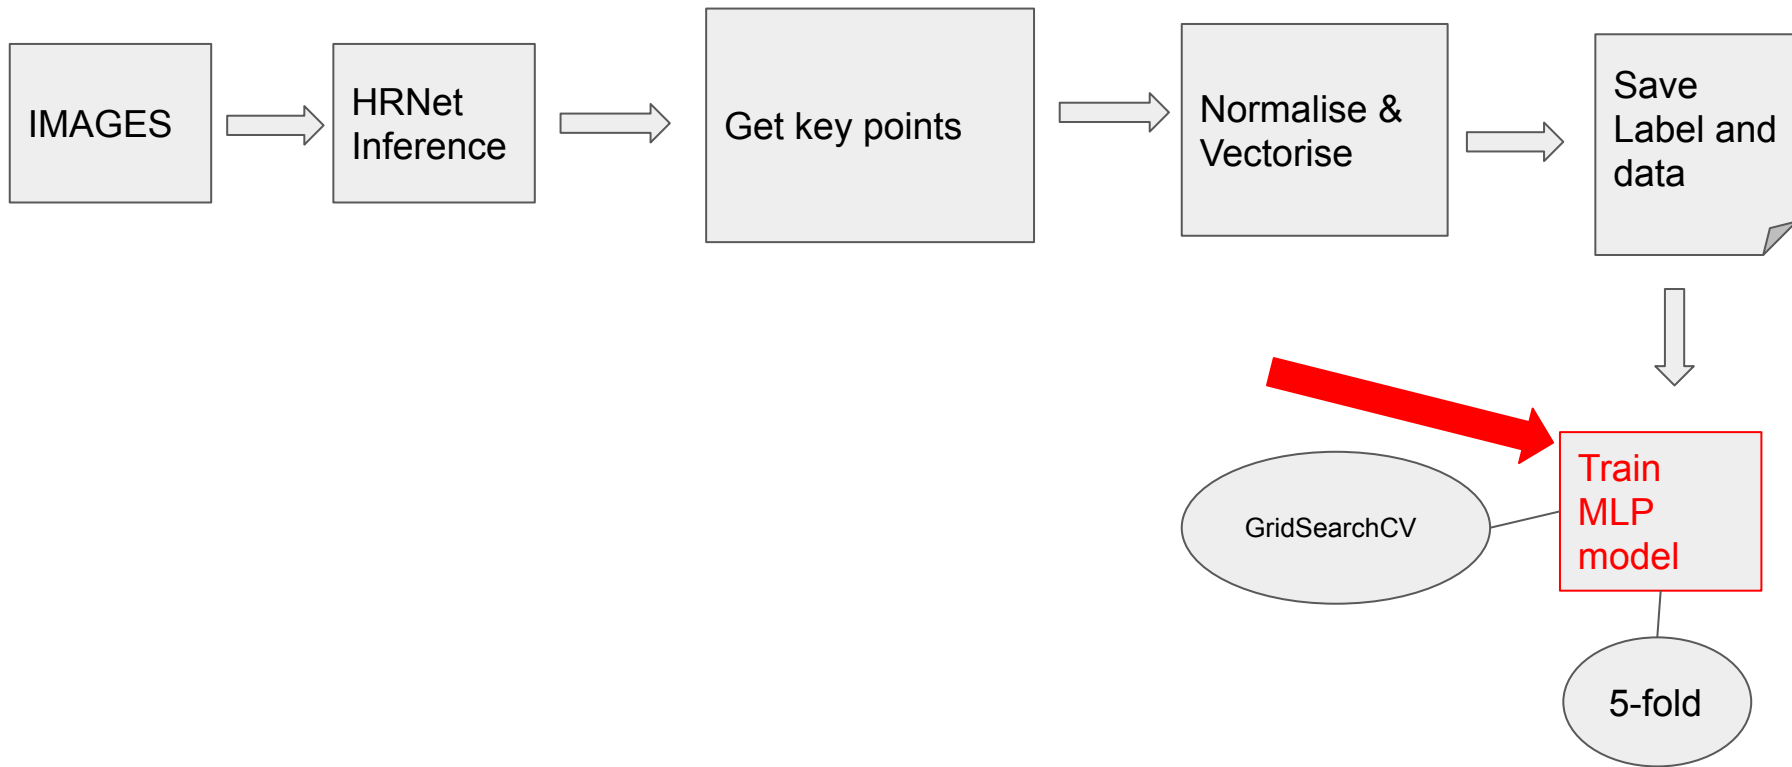 IMAGES
HRNet
Inference
Get key points
Normalise &
Vectorise
Save
Label and
data
Train
MLP
model
GridSearchCV
5-fold